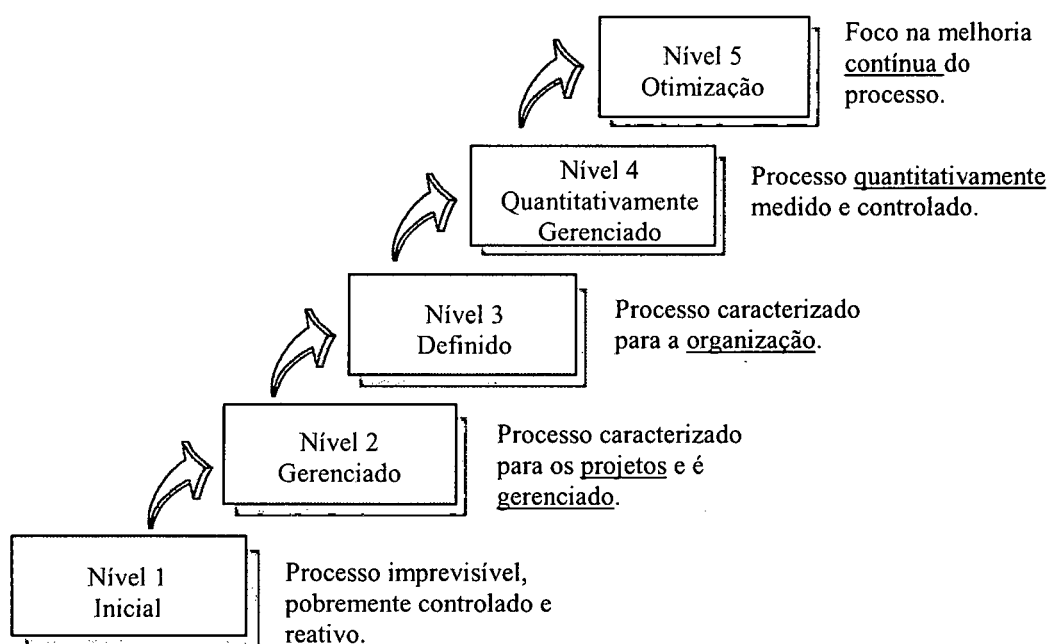 Nível 5
Otimização
Foco na melhoria
contínua do
processo.
Nível 4
Quantitativamente
Gerenciado
Processo quantitativamente
medido e controlado.
Nível 3
Definido
Processo caracterizado
para a organização.
Nível 2
Gerenciado
Processo caracterizado
para os projetos e é
gerenciado.
Nível 1
Inicial
Processo imprevisível,
pobremente controlado e
reativo.